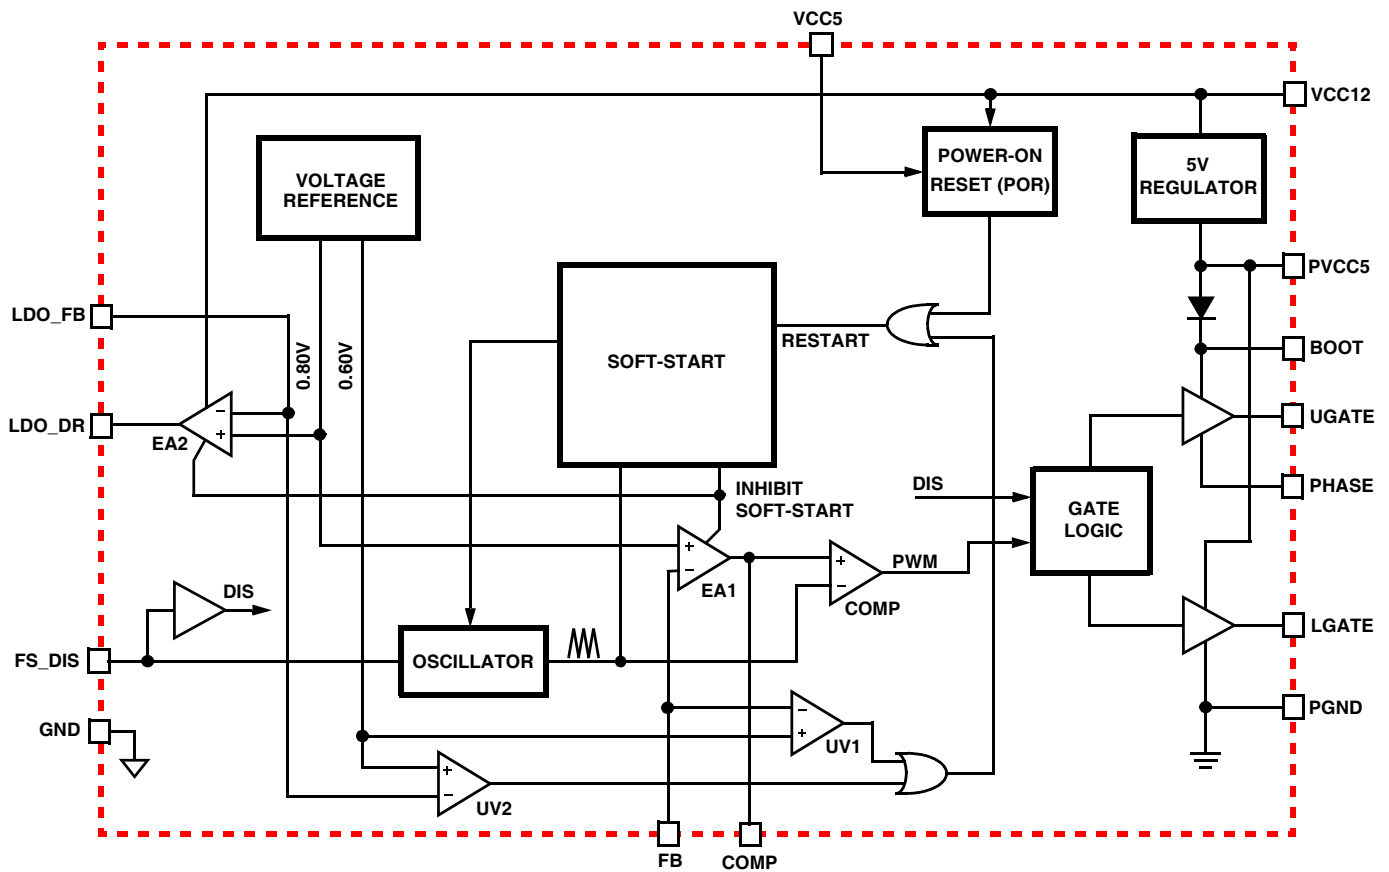 VCC5
VCC12
POWER-ON
RESET (POR)
5V
REGULATOR
VOLTAGE
REFERENCE
PVCC5
LDO_FB
0.80V
0.60V
SOFT-START
RESTART
BOOT
LDO_DR
−
+
EA2
UGATE
INHIBIT
SOFT-START
DIS
PHASE
GATE
LOGIC
+
−
EA1
+
−
COMP
PWM
DIS
LGATE
FS_DIS
OSCILLATOR
GND
−
+
UV1
PGND
+
−
UV2
FB
COMP